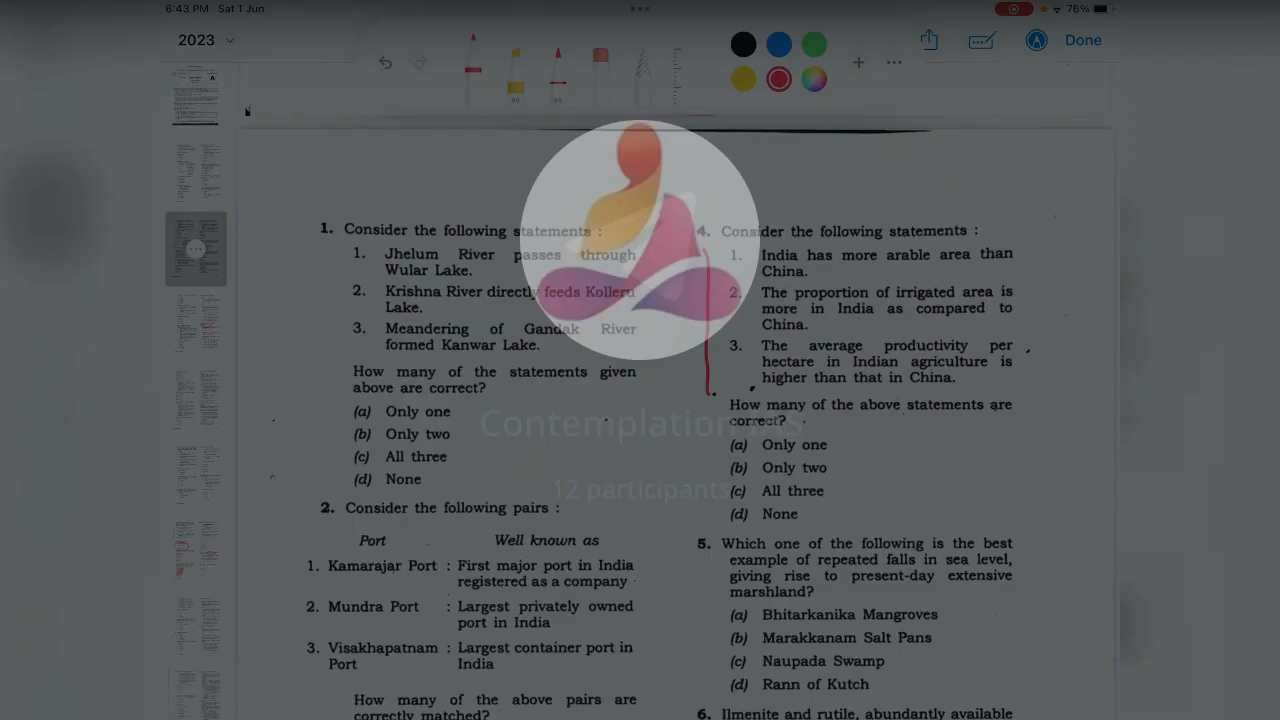 6:43 PM Sat 1 Jun
76%
2023
Done
99
99
1. Consider the following statements :
1. Jhelum River passes through
Wular Lake.
2. Krishna River directly feeds Kolleru
Lake.
3. Meandering of Gandak River
formed Kanwar Lake.
How many of the statements given
above are correct?
(a) Only one
(b) Only two
(c) All three
(d) None
2. Consider the following pairs :
Port Well known as
1. Kamarajar Port : First major port in India
registered as a company
2. Mundra Port : Largest privately owned
port in India
3. Visakhapatnam : Largest container port in
Port India
How many of the above pairs are
correctly matched?
4. Consider the following statements :
1. India has more arable area than
China.
2. The proportion of irrigated area is
more in India as compared to
China.
3. The average productivity per
hectare in Indian agriculture is
higher than that in China.
How many of the above statements are
correct?
(a) Only one
(b) Only two
(c) All three
(d) None
5. Which one of the following is the best
example of repeated falls in sea level,
giving rise to present-day extensive
marshland?
(a) Bhitarkanika Mangroves
(b) Marakkanam Salt Pans
(c) Naupada Swamp
(d) Rann of Kutch
6. Ilmenite and rutile, abundantly available
Contemplation IAS
12 participants